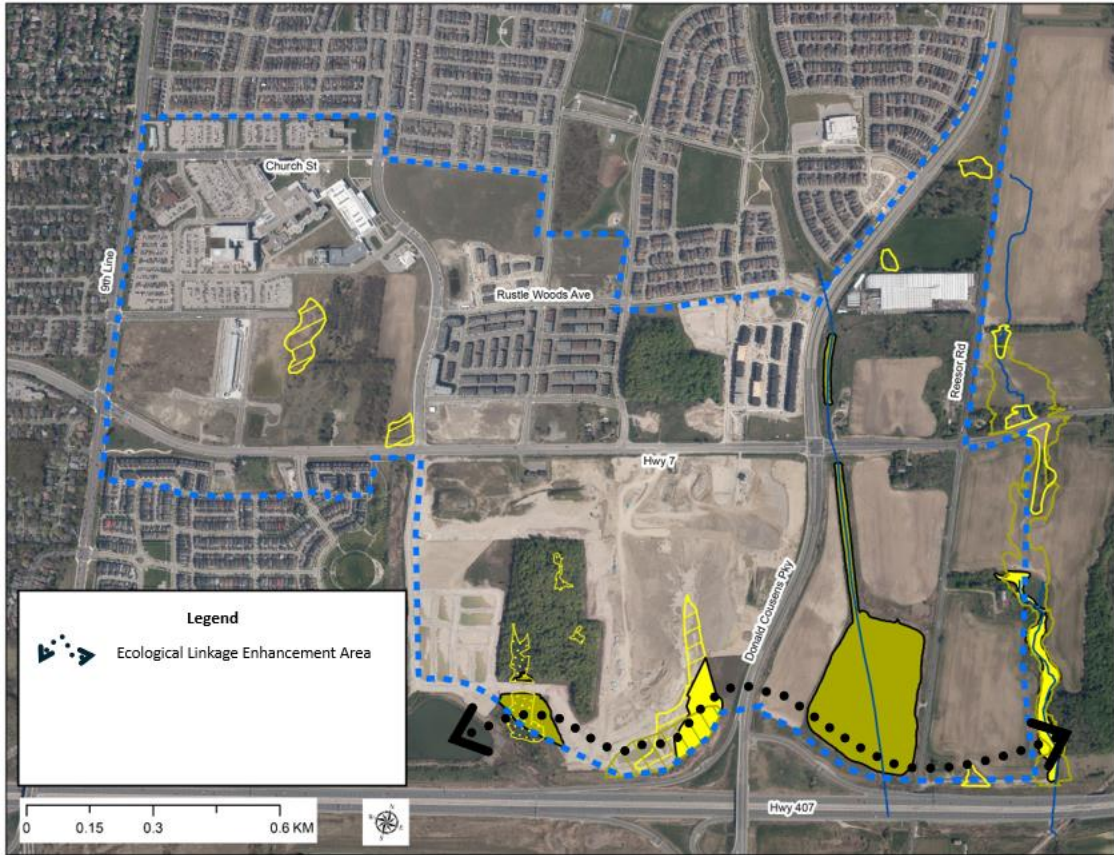 Church St
9th Line
Rustle Woods Ave
Reesor Rd
Hwy 7
Donald Cousens Pky
Legend
Ecological Linkage Enhancement Area
Hwy 407
0 0.15 0.3 0.6 KM